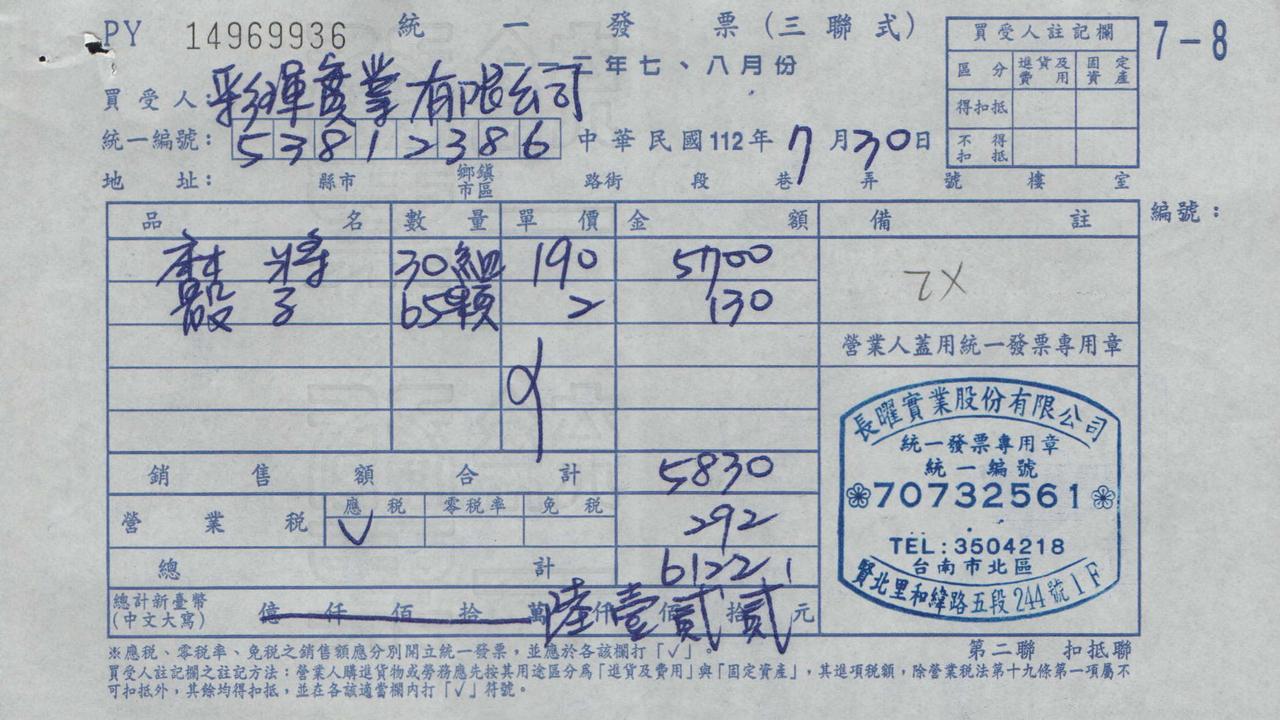 PY 14969936 統一發票(三聯式) 7-8
一一二年七、八月份
買受人: 彩琿實業有限公司
統一編號: 53812386 中華民國112年7月30日
地址: 縣市 鄉鎮市區 路街 段 巷 弄 號 樓 室
買受人註記欄
區分 進貨及費用 固定資產
得扣抵
不得扣抵
編號:
品名 數量 單價 金額 備註
麻將 30組 190 5700
骰子 65顆 2 130
ZX
營業人蓋用統一發票專用章
銷售額合計 5830
營業稅 應稅 零稅率 免稅 292
V
總計 6122
總計新臺幣(中文大寫) 億仟佰拾萬陸仟壹佰貳拾貳元
長曜實業股份有限公司
統一發票專用章
統一編號
70732561
TEL:3504218
台南市北區
賢北里和緯路五段244號1F
第二聯 扣抵聯
※應稅、零稅率、免稅之銷售額應分別開立統一發票,並應於各該欄打「√」。
買受人註記欄之註記方法:營業人購進貨物或勞務應先按其用途區分為「進貨及費用」與「固定資產」,其進項稅額,除營業稅法第十九條第一項屬不
可扣抵外,其餘均得扣抵,並在各該適當欄內打「√」符號。